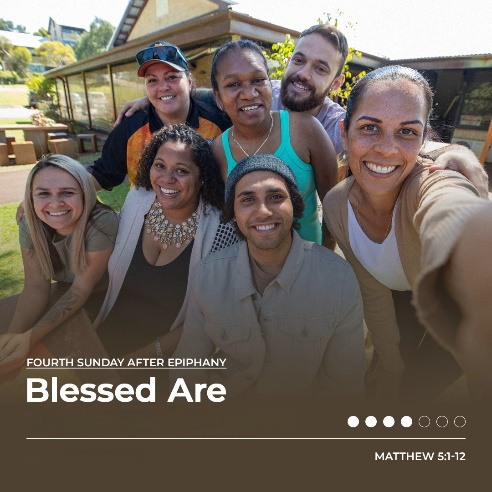 FOURTH SUNDAY AFTER EPIPHANY
Blessed Are
MATTHEW 5:1-12